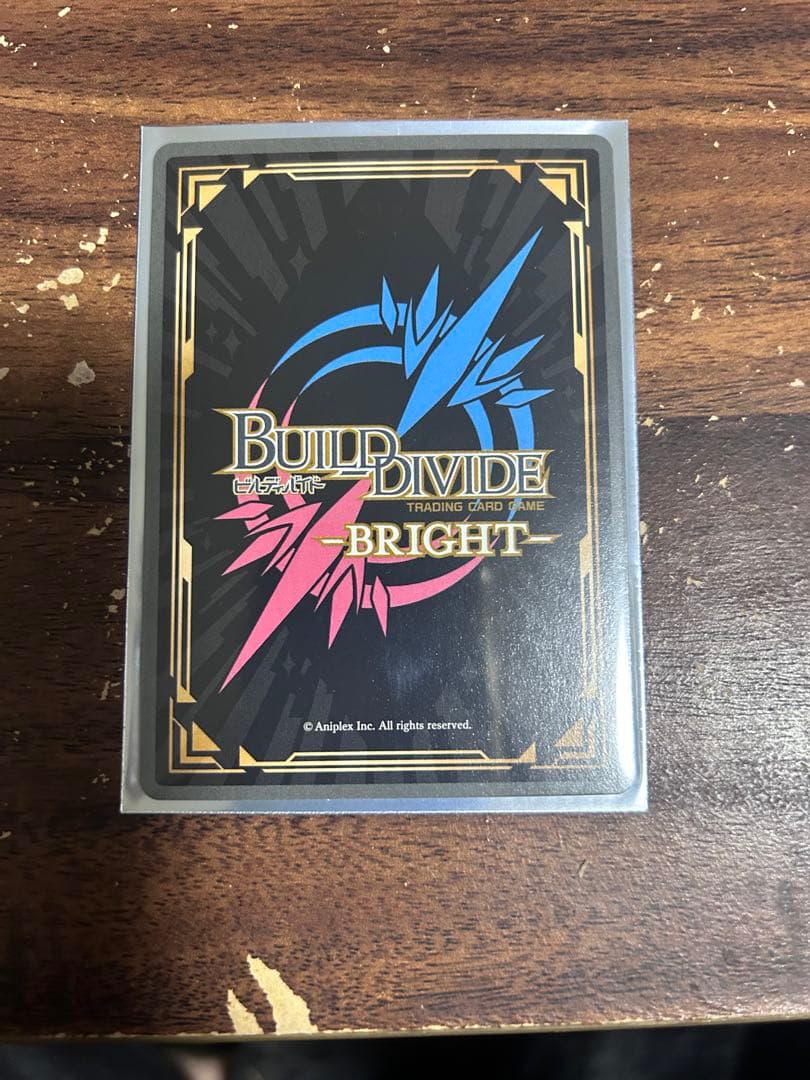 BUILD DIVIDE
ビルディバイド
TRADING CARD GAME
-BRIGHT-
© Aniplex Inc. All rights reserved.